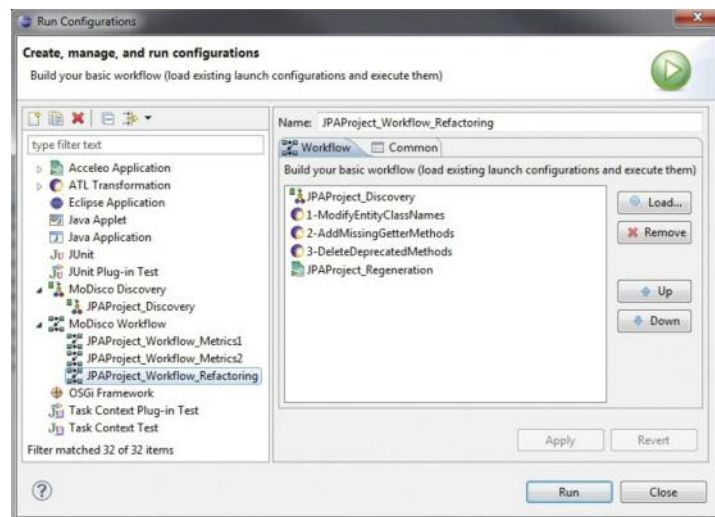 Run Configurations
Create, manage, and run configurations
Build your basic workflow (load existing launch configurations and execute them)
type filter text
Acceleo Application
ATL Transformation
Eclipse Application
Java Applet
Java Application
JUnit
JUnit Plug-in Test
MoDisco Discovery
JPAProject_Discovery
MoDisco Workflow
JPAProject_Workflow_Metrics1
JPAProject_Workflow_Metrics2
JPAProject_Workflow_Refactoring
OSGi Framework
Task Context Plug-in Test
Task Context Test
Filter matched 32 of 32 items
Name: JPAProject_Workflow_Refactoring
Workflow Common
Build your basic workflow (load existing launch configurations and execute them)
JPAProject_Discovery
1-ModifyEntityClassNames
2-AddMissingGetterMethods
3-DeleteDeprecatedMethods
JPAProject_Regeneration
Load...
Remove
Up
Down
Apply Revert
Run Close